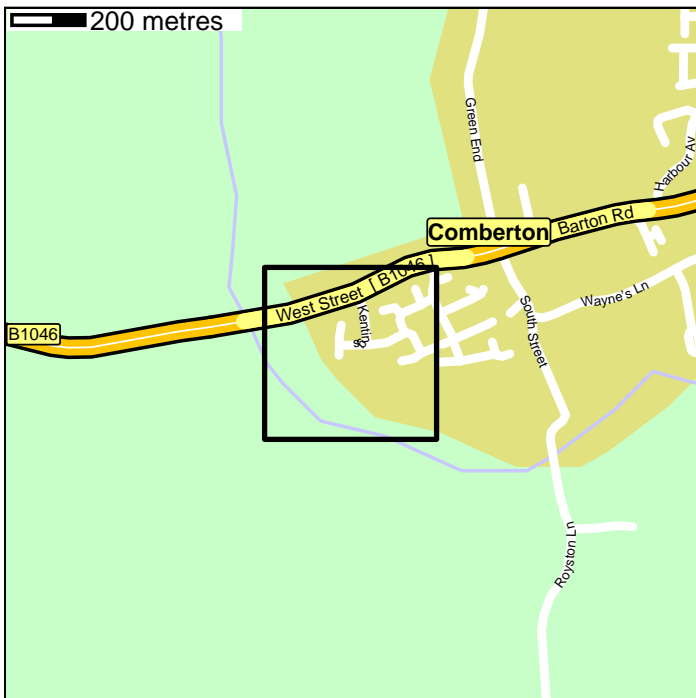 200 metres
Green End
Harbour Av
Comberton
Barton Rd
West Street [ B1046 ]
Wayne's Ln
B1046
Kentings
South Street
Royston Ln